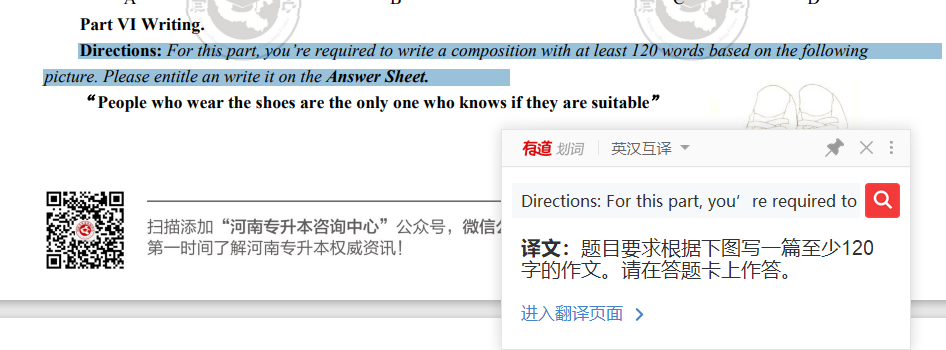 A B C D
Part VI Writing.
Directions: For this part, you’re required to write a composition with at least 120 words based on the following
picture. Please entitle an write it on the Answer Sheet.
“People who wear the shoes are the only one who knows if they are suitable”
有道 划词 英汉互译
Directions: For this part, you’re required to
译文：题目要求根据下图写一篇至少120
字的作文。请在答题卡上作答。
进入翻译页面
扫描添加“河南专升本咨询中心”公众号，微信公
第一时间了解河南专升本权威资讯！